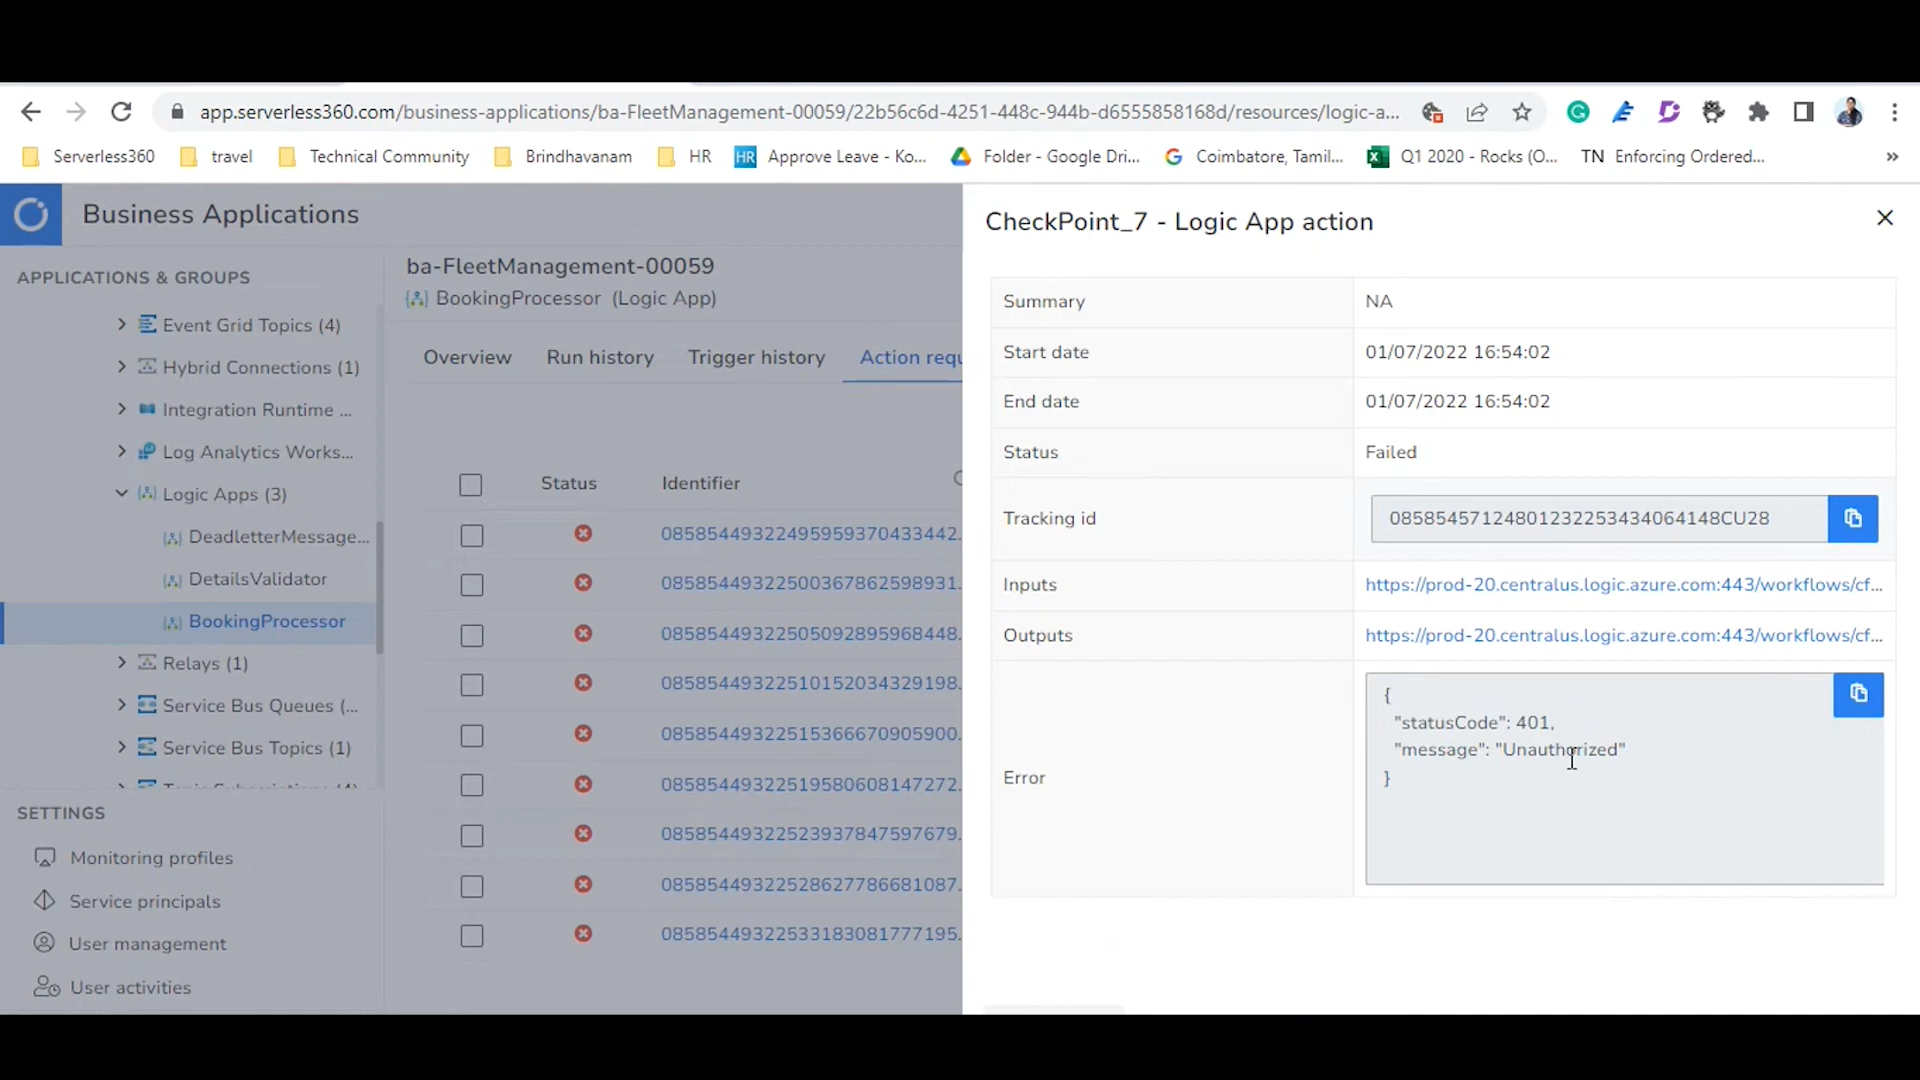 app.serverless360.com/business-applications/ba-FleetManagement-00059/22b56c6d-4251-448c-944b-d6555858168d/resources/logic-a...
Serverless360 travel Technical Community Brindhavanam HR HR Approve Leave - Ko... Folder - Google Dri... Coimbatore, Tamil... Q1 2020 - Rocks (O... TN Enforcing Ordered... »
Business Applications
APPLICATIONS & GROUPS
Event Grid Topics (4)
Hybrid Connections (1)
Integration Runtime ...
Log Analytics Works...
Logic Apps (3)
DeadletterMessage...
DetailsValidator
BookingProcessor
Relays (1)
Service Bus Queues (...
Service Bus Topics (1)
SETTINGS
Monitoring profiles
Service principals
User management
User activities
ba-FleetManagement-00059
BookingProcessor (Logic App)
Overview Run history Trigger history Action requ
Status Identifier
08585449322495959370433442.
08585449322500367862598931.
08585449322505092895968448.
08585449322510152034329198.
08585449322515366670905900.
08585449322519580608147272.
08585449322523937847597679.
08585449322528627786681087.
08585449322533183081777195.
CheckPoint_7 - Logic App action
Summary NA
Start date 01/07/2022 16:54:02
End date 01/07/2022 16:54:02
Status Failed
Tracking id 08585457124801232253434064148CU28
Inputs https://prod-20.centralus.logic.azure.com:443/workflows/cf...
Outputs https://prod-20.centralus.logic.azure.com:443/workflows/cf...
Error
{
"statusCode": 401,
"message": "Unauthorized"
}